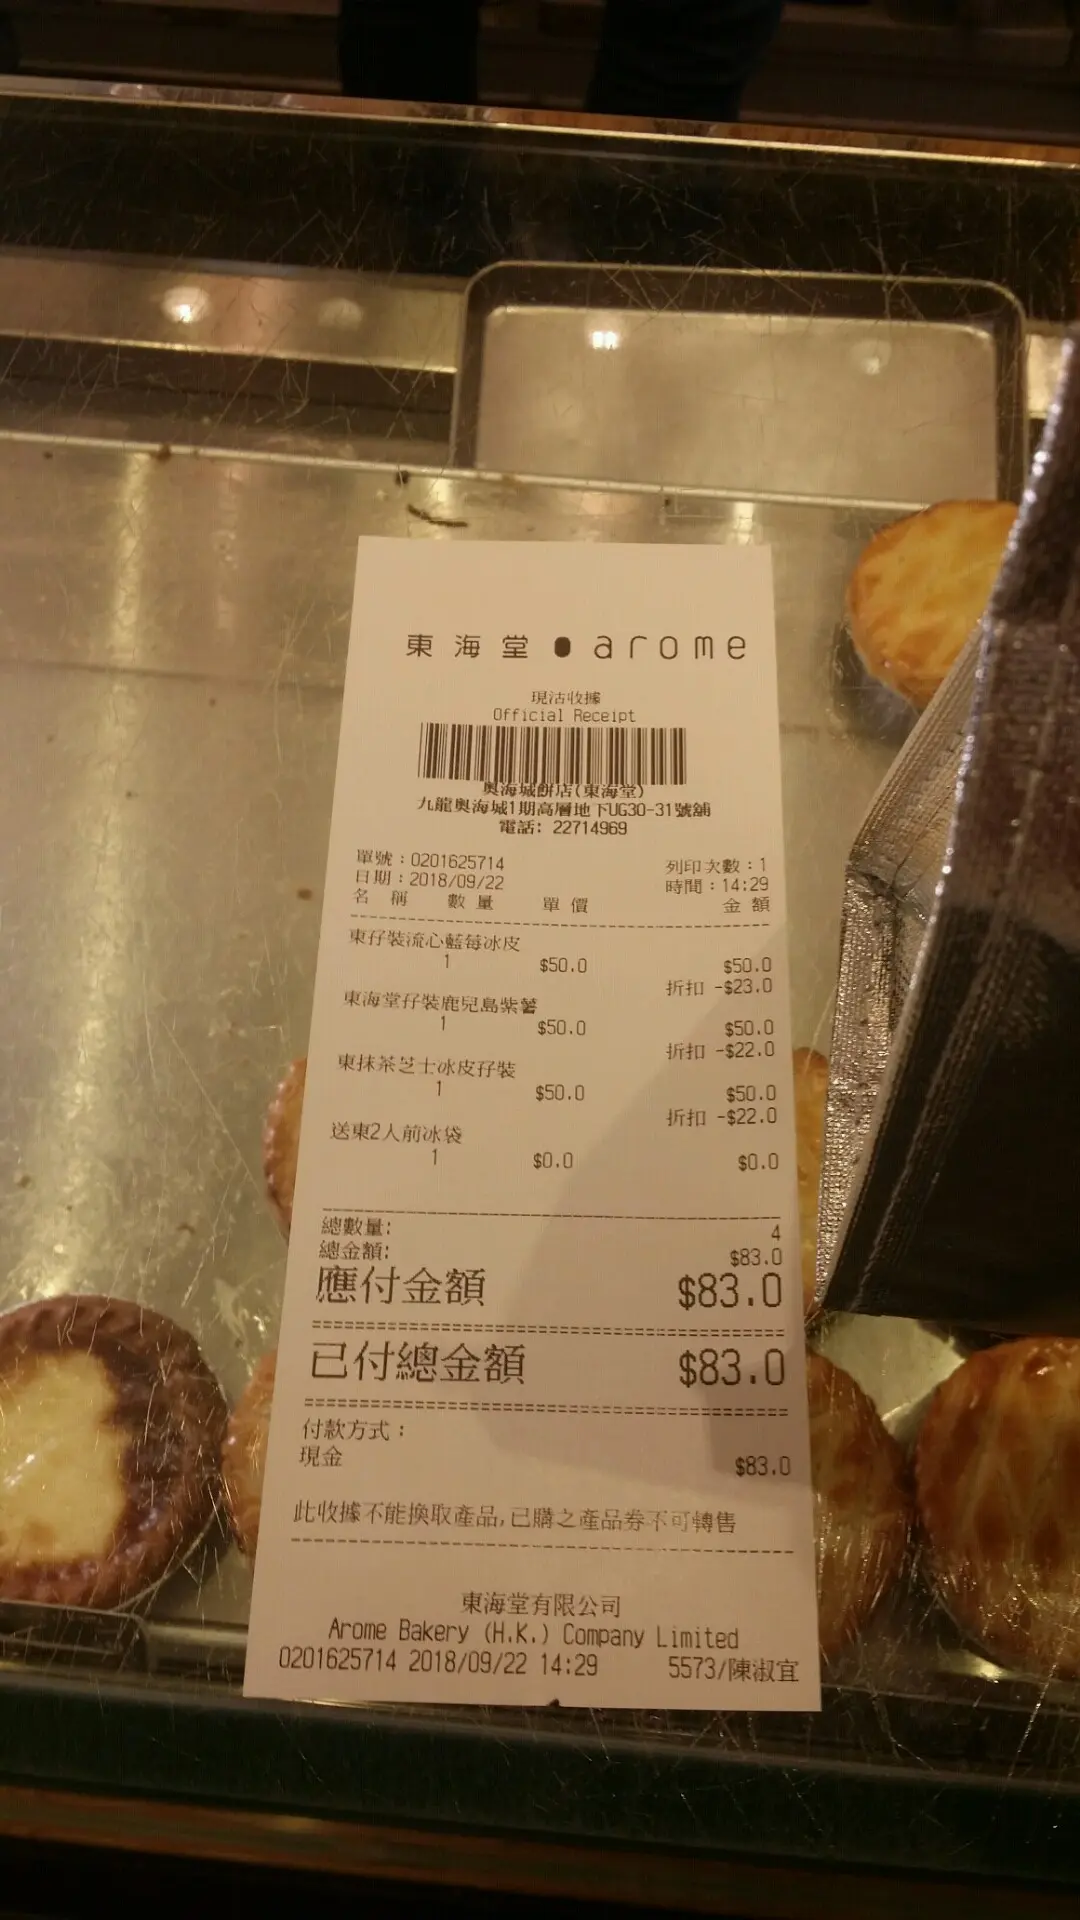 東海堂 arome
現沽收據
Official Receipt
奧海城餅店(東海堂)
九龍奧海城1期高層地下UG30-31號舖
電話: 22714969
單號:0201625714 列印次數:1
日期:2018/09/22 時間:14:29
名 稱 數 量 單 價 金 額
東孖裝流心藍莓冰皮
1 $50.0 $50.0
折扣 -$23.0
東海堂孖裝鹿兒島紫薯
1 $50.0 $50.0
折扣 -$22.0
東抹茶芝士冰皮孖裝
1 $50.0 $50.0
折扣 -$22.0
送東2人前冰袋
1 $0.0 $0.0
總數量: 4
總金額: $83.0
應付金額 $83.0
已付總金額 $83.0
付款方式:
現金 $83.0
此收據不能換取產品,已購之產品券不可轉售
東海堂有限公司
Arome Bakery (H.K.) Company Limited
0201625714 2018/09/22 14:29 5573/陳淑宜